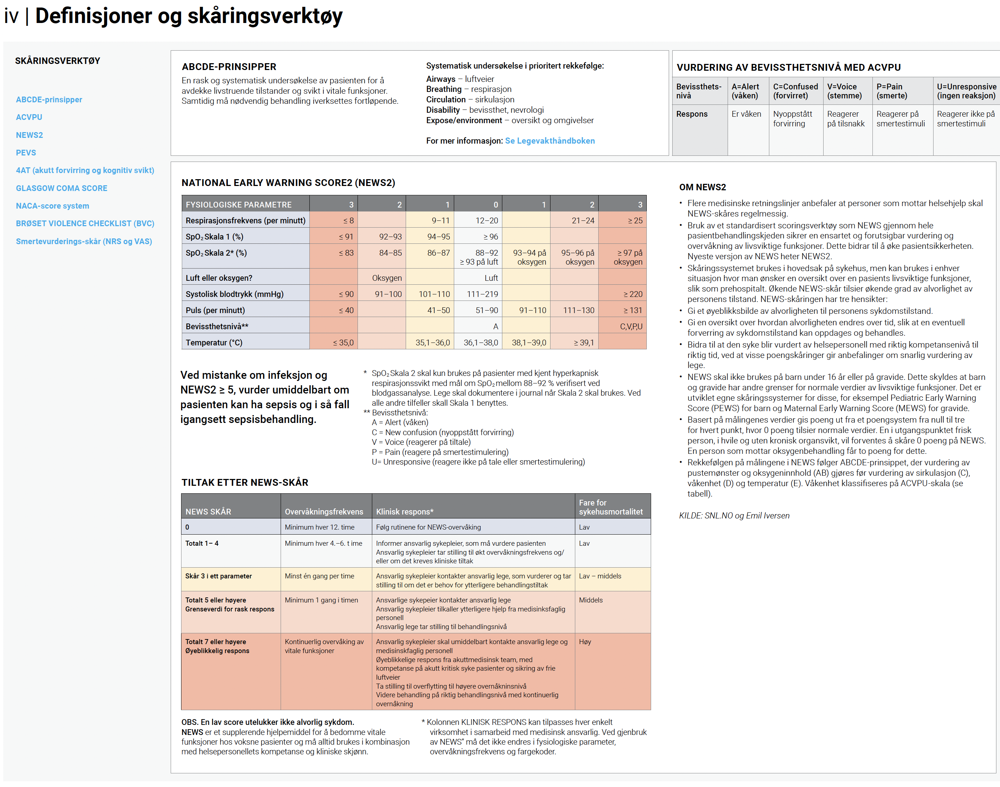 iv | Definisjoner og skåringsverktøy
SKÅRINGSVERKTØY
ABCDE-prinsipper
ACVPU
NEWS2
PEVS
4AT (akutt forvirring og kognitiv svikt)
GLASGOW COMA SCORE
NACA-score system
BRØSET VIOLENCE CHECKLIST (BVC)
Smertevurderings-skår (NRS og VAS)
ABCDE-PRINSIPPER
En rask og systematisk undersøkelse av pasienten for å
avdekke livstruende tilstander og svikt i vitale funksjoner.
Samtidig må nødvendig behandling iverksettes fortløpende.
Systematisk undersøkelse i prioritert rekkefølge:
Airways – luftveier
Breathing – respirasjon
Circulation – sirkulasjon
Disability – bevissthet, nevrologi
Expose/environment – oversikt og omgivelser
For mer informasjon: Se Legevakthåndboken
VURDERING AV BEVISSTHETSNIVÅ MED ACVPU
Bevissthets- A=Alert C=Confused V=Voice P=Pain U=Unresponsive
nivå (våken) (forvirret) (stemme) (smerte) (ingen reaksjon)
Respons Er våken Nyoppstått Reagerer Reagerer på Reagerer ikke på
forvirring på tilsnakk smertestimuli smertestimuli
NATIONAL EARLY WARNING SCORE2 (NEWS2)
FYSIOLOGISKE PARAMETRE 3 2 1 0 1 2 3
Respirasjonsfrekvens (per minutt) ≤ 8 9–11 12–20 21–24 ≥ 25
SpO₂ Skala 1 (%) ≤ 91 92–93 94–95 ≥ 96
SpO₂ Skala 2* (%) ≤ 83 84–85 86–87 88–92 93–94 på 95–96 på ≥ 97 på
≥ 93 på luft oksygen oksygen oksygen
Luft eller oksygen? Oksygen Luft
Systolisk blodtrykk (mmHg) ≤ 90 91–100 101–110 111–219 ≥ 220
Puls (per minutt) ≤ 40 41–50 51–90 91–110 111–130 ≥ 131
Bevissthetsnivå** A C,V,P,U
Temperatur (°C) ≤ 35,0 35,1–36,0 36,1–38,0 38,1–39,0 ≥ 39,1
Ved mistanke om infeksjon og
NEWS2 ≥ 5, vurder umiddelbart om
pasienten kan ha sepsis og i så fall
igangsett sepsisbehandling.
* SpO₂ Skala 2 skal kun brukes på pasienter med kjent hyperkapnisk
respirasjonssvikt med mål om SpO₂ mellom 88–92 % verifisert ved
blodgassanalyse. Lege skal dokumentere i journal når Skala 2 skal brukes. Ved
alle andre tilfeller skall Skala 1 benyttes.
** Bevissthetsnivå:
A = Alert (våken)
C = New confusion (nyoppstått forvirring)
V = Voice (reagerer på tiltale)
P = Pain (reagere på smertestimulering)
U= Unresponsive (reagere ikke på tale eller smertestimulering)
TILTAK ETTER NEWS-SKÅR
NEWS SKÅR Overvåkningsfrekvens Klinisk respons* Fare for
sykehusmortalitet
0 Minimum hver 12. time Følg rutinene for NEWS-overvåking Lav
Totalt 1– 4 Minimum hver 4.–6. t ime Informer ansvarlig sykepleier, som må vurdere pasienten Lav
Ansvarlig sykepleier tar stilling til økt overvåkningsfrekvens og/
eller om det kreves kliniske tiltak
Skår 3 i ett parameter Minst én gang per time Ansvarlig sykepleier kontakter ansvarlig lege, som vurderer og tar Lav – middels
stilling til om det er behov for ytterligere behandlingstiltak
Totalt 5 eller høyere Minimum 1 gang i timen Ansvarlige sykepeier kontakter ansvarlig lege Middels
Grenseverdi for rask respons Ansvarlig sykepleier tilkaller ytterligere hjelp fra medisinksfaglig
personell
Ansvarlig lege tar stilling til behandlingsnivå
Totalt 7 eller høyere Kontinuerlig overvåking av Ansvarlig sykepleier skal umiddelbart kontakte ansvarlig lege og Høy
Øyeblikkelig respons vitale funksjoner medisinskfaglig personell
Øyeblikkelige respons fra akuttmedisinsk team, med
kompetanse på akutt kritisk syke pasienter og sikring av frie
luftveier
Ta stilling til overflytting til høyere overnåkninsnivå
Videre behandling på riktig behandlingsnivå med kontinuerlig
overnåkning
OBS. En lav score utelukker ikke alvorlig sykdom.
NEWS er et supplerende hjelpemiddel for å bedomme vitale
funksjoner hos voksne pasienter og må alltid brukes i kombinasjon
med helsepersonellets kompetanse og kliniske skjønn.
* Kolonnen KLINISK RESPONS kan tilpasses hver enkelt
virksomhet i samarbeid med medisinsk ansvarlig. Ved gjenbruk
av NEWS” må det ikke endres i fysiologiske parameter,
overvåkningsfrekvens og fargekoder.
OM NEWS2
• Flere medisinske retningslinjer anbefaler at personer som mottar helsehjelp skal
NEWS-skåres regelmessig.
• Bruk av et standardisert scoringsverktøy som NEWS gjennom hele
pasientbehandlingskjeden sikrer en ensartet og forutsigbar vurdering og
overvåkning av livsviktige funksjoner. Dette bidrar til å øke pasientsikkerheten.
Nyeste versjon av NEWS heter NEWS2.
• Skåringssystemet brukes i hovedsak på sykehus, men kan brukes i enhver
situasjon hvor man ønsker en oversikt over en pasients livsviktige funksjoner,
slik som prehospitalt. Økende NEWS-skår tilsier økende grad av alvorlighet av
personens tilstand. NEWS-skåringen har tre hensikter:
• Gi et øyeblikksbilde av alvorligheten til personens sykdomstilstand.
• Gi en oversikt over hvordan alvorligheten endres over tid, slik at en eventuell
forverring av sykdomstilstand kan oppdages og behandles.
• Bidra til at den syke blir vurdert av helsepersonell med riktig kompetansenivå til
riktig tid, ved at visse poengskåringer gir anbefalinger om snarlig vurdering av
lege.
• NEWS skal ikke brukes på barn under 16 år eller på gravide. Dette skyldes at barn
og gravide har andre grenser for normale verdier av livsviktige funksjoner. Det er
utviklet egne skåringssystemer for disse, for eksempel Pediatric Early Warning
Score (PEWS) for barn og Maternal Early Warning Score (MEWS) for gravide.
• Basert på målingenes verdier gis poeng ut fra et poengsystem fra null til tre
for hvert punkt, hvor 0 poeng tilsier normale verdier. En i utgangspunktet frisk
person, i hvile og uten kronisk organsvikt, vil forventes å skåre 0 poeng på NEWS.
En person som mottar oksygenbehandling får to poeng for dette.
• Rekkefølgen på målingene i NEWS følger ABCDE-prinsippet, der vurdering av
pustemønster og oksygeninnhold (AB) gjøres før vurdering av sirkulasjon (C),
våkenhet (D) og temperatur (E). Våkenhet klassifiseres på ACVPU-skala (se
tabell).
KILDE: SNL.NO og Emil Iversen